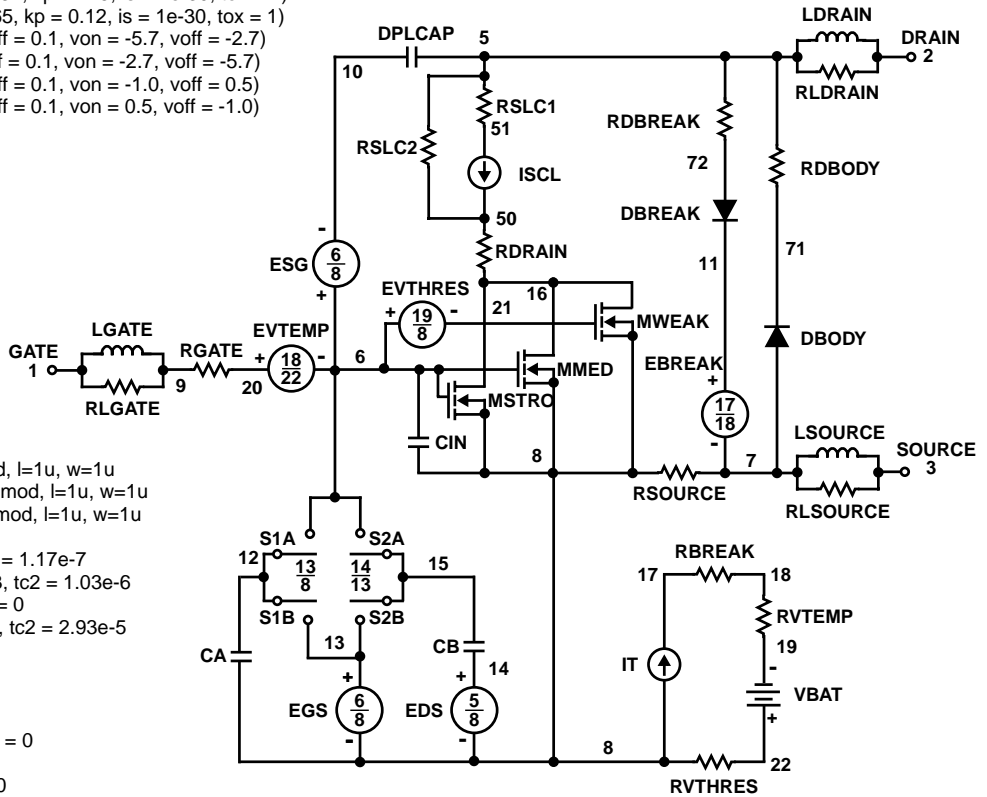 65, kp = 0.12, is = 1e-30, tox = 1)
ff = 0.1, von = -5.7, voff = -2.7)
f = 0.1, von = -2.7, voff = -5.7)
ff = 0.1, von = -1.0, voff = 0.5)
ff = 0.1, von = 0.5, voff = -1.0)
DPLCAP
5
10
LDRAIN
DRAIN
2
RLDRAIN
RSLC1
51
RSLC2
ISCL
50
RDRAIN
RDBREAK
72
RDBODY
DBREAK
11
71
ESG
-
6
8
+
EVTHRES
+
19
8
-
16
21
MWEAK
LGATE
GATE
1
RLGATE
9
RGATE
20
EVTEMP
+
18
22
-
6
MMED
MSTRO
EBREAK
+
17
18
-
DBODY
CIN
8
RSOURCE
7
LSOURCE
SOURCE
3
RLSOURCE
d, l=1u, w=1u
mod, l=1u, w=1u
mod, l=1u, w=1u
= 1.17e-7
, tc2 = 1.03e-6
= 0
, tc2 = 2.93e-5
= 0
0
S1A
S2A
12
13
8
14
13
15
S1B
S2B
13
CA
CB
14
+
EGS
6
8
-
+
EDS
5
8
-
8
RBREAK
17
18
RVTEMP
19
IT
-
VBAT
+
22
RVTHRES